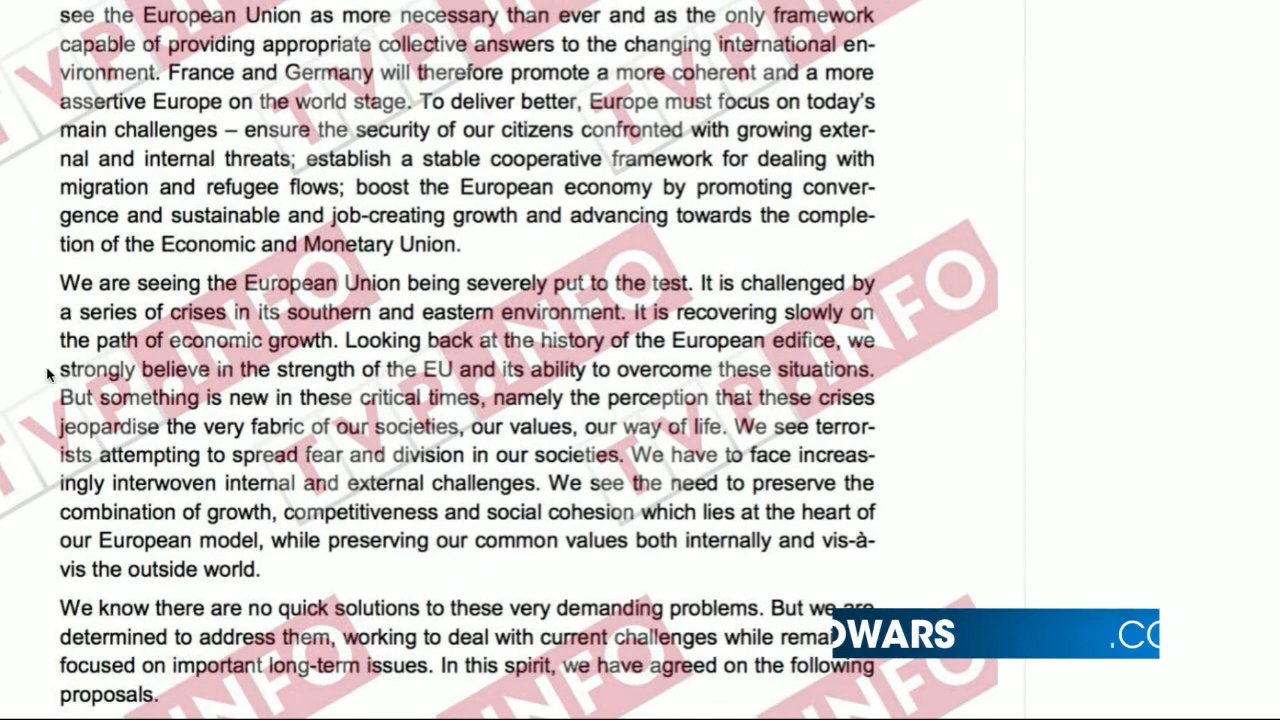 see the European Union as more necessary than ever and as the only framework
capable of providing appropriate collective answers to the changing international en-
vironment. France and Germany will therefore promote a more coherent and a more
assertive Europe on the world stage. To deliver better, Europe must focus on today's
main challenges – ensure the security of our citizens confronted with growing exter-
nal and internal threats; establish a stable cooperative framework for dealing with
migration and refugee flows; boost the European economy by promoting conver-
gence and sustainable and job-creating growth and advancing towards the comple-
tion of the Economic and Monetary Union.
We are seeing the European Union being severely put to the test. It is challenged by
a series of crises in its southern and eastern environment. It is recovering slowly on
the path of economic growth. Looking back at the history of the European edifice, we
strongly believe in the strength of the EU and its ability to overcome these situations.
But something is new in these critical times, namely the perception that these crises
jeopardise the very fabric of our societies, our values, our way of life. We see terror-
ists attempting to spread fear and division in our societies. We have to face increas-
ingly interwoven internal and external challenges. We see the need to preserve the
combination of growth, competitiveness and social cohesion which lies at the heart of
our European model, while preserving our common values both internally and vis-à-
vis the outside world.
We know there are no quick solutions to these very demanding problems. But we are
determined to address them, working to deal with current challenges while remai
focused on important long-term issues. In this spirit, we have agreed on the following
proposals.
OWARS .CO
TVP.INFO
TVP.INFO
TVP.INFO
TVP.INFO
TVP.INFO
TVP.INFO